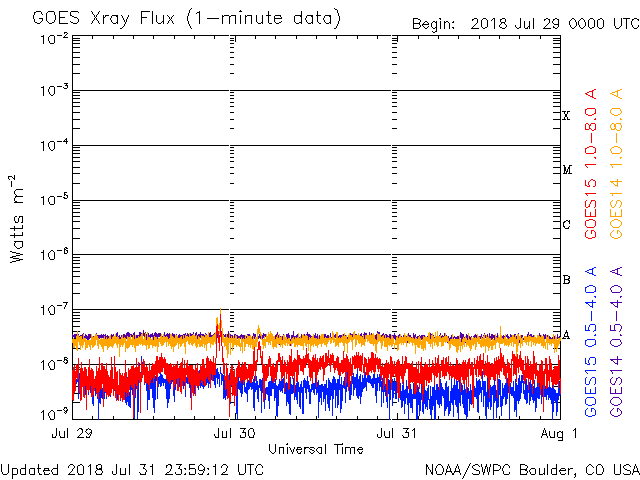 GOES Xray Flux (1-minute data)
Begin: 2018 Jul 29 0000 UTC
10⁻²
10⁻³
10⁻⁴
10⁻⁵
10⁻⁶
10⁻⁷
10⁻⁸
10⁻⁹
Watts m⁻²
X
M
C
B
A
GOES15 1.0-8.0 A
GOES14 1.0-8.0 A
GOES15 0.5-4.0 A
GOES14 0.5-4.0 A
Jul 29 Jul 30 Jul 31 Aug 1
Universal Time
Updated 2018 Jul 31 23:59:12 UTC
NOAA/SWPC Boulder, CO USA